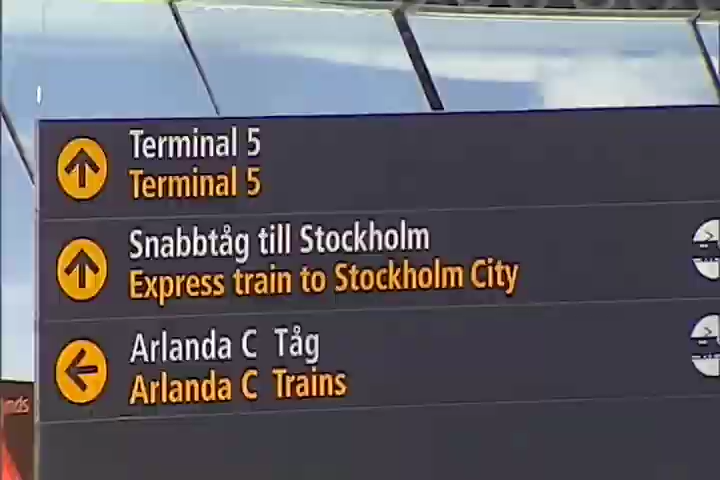 Terminal 5
Terminal 5
Snabbtåg till Stockholm
Express train to Stockholm City
Arlanda C Tåg
Arlanda C Trains